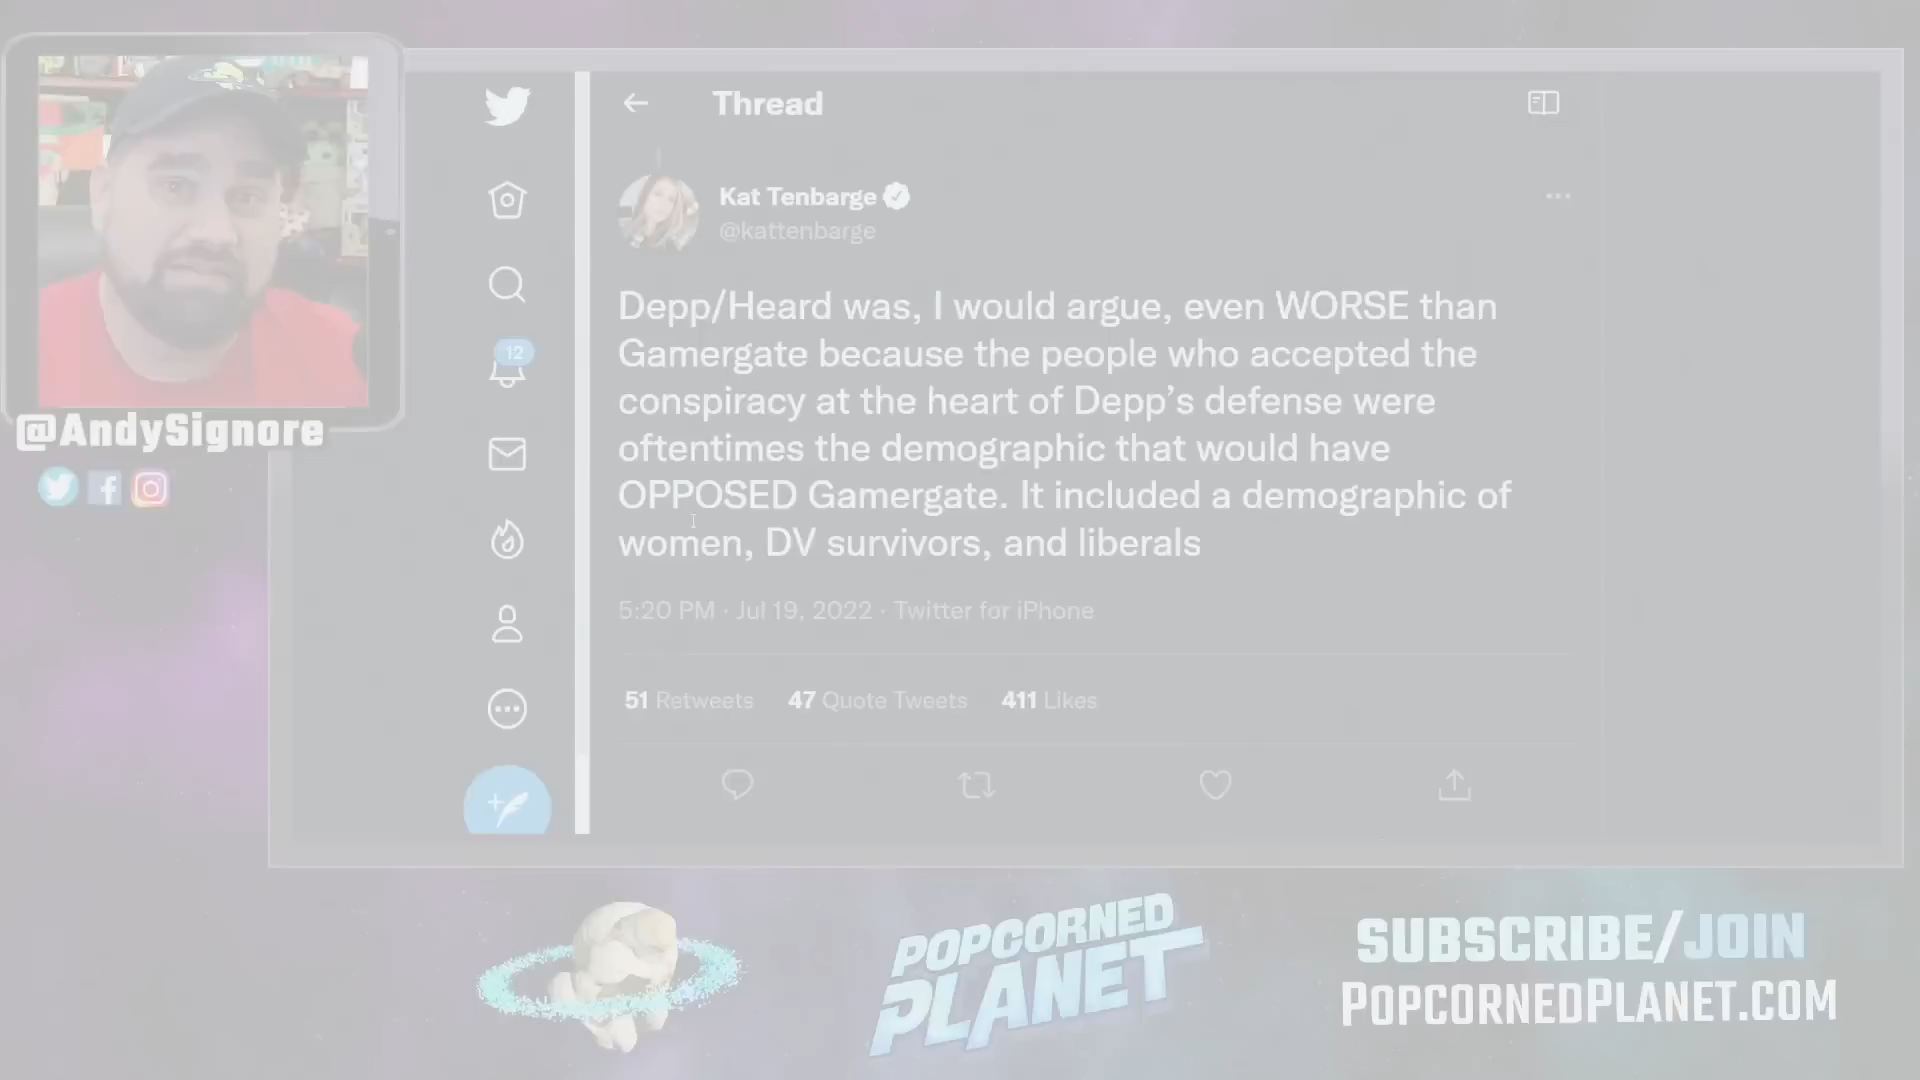 Thread
Kat Tenbarge
@kattenbarge
Depp/Heard was, I would argue, even WORSE than
Gamergate because the people who accepted the
conspiracy at the heart of Depp’s defense were
oftentimes the demographic that would have
OPPOSED Gamergate. It included a demographic of
women, DV survivors, and liberals
5:20 PM · Jul 19, 2022 · Twitter for iPhone
51 Retweets 47 Quote Tweets 411 Likes
12
@AndySignore
POPCORNED
PLANET
SUBSCRIBE/JOIN
POPCORNEDPLANET.COM